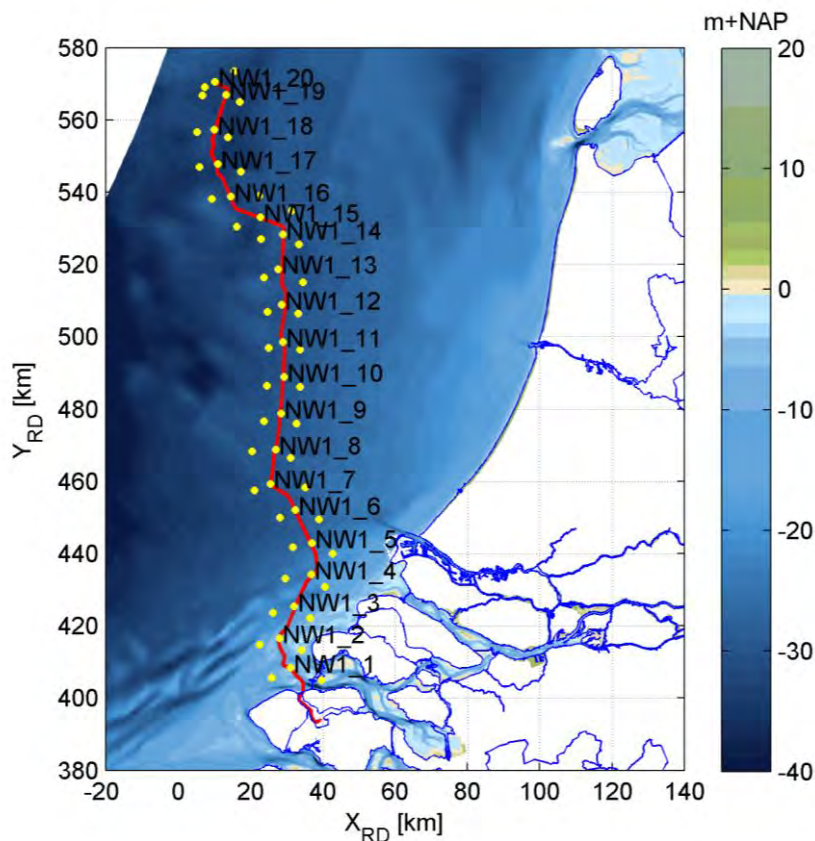 m+NAP
580
560
540
520
500
480
460
440
420
400
380
Y_RD [km]
NW1_20
NW1_19
NW1_18
NW1_17
NW1_16
NW1_15
NW1_14
NW1_13
NW1_12
NW1_11
NW1_10
NW1_9
NW1_8
NW1_7
NW1_6
NW1_5
NW1_4
NW1_3
NW1_2
NW1_1
-20 0 20 40 60 80 100 120 140
X_RD [km]
20
10
0
-10
-20
-30
-40